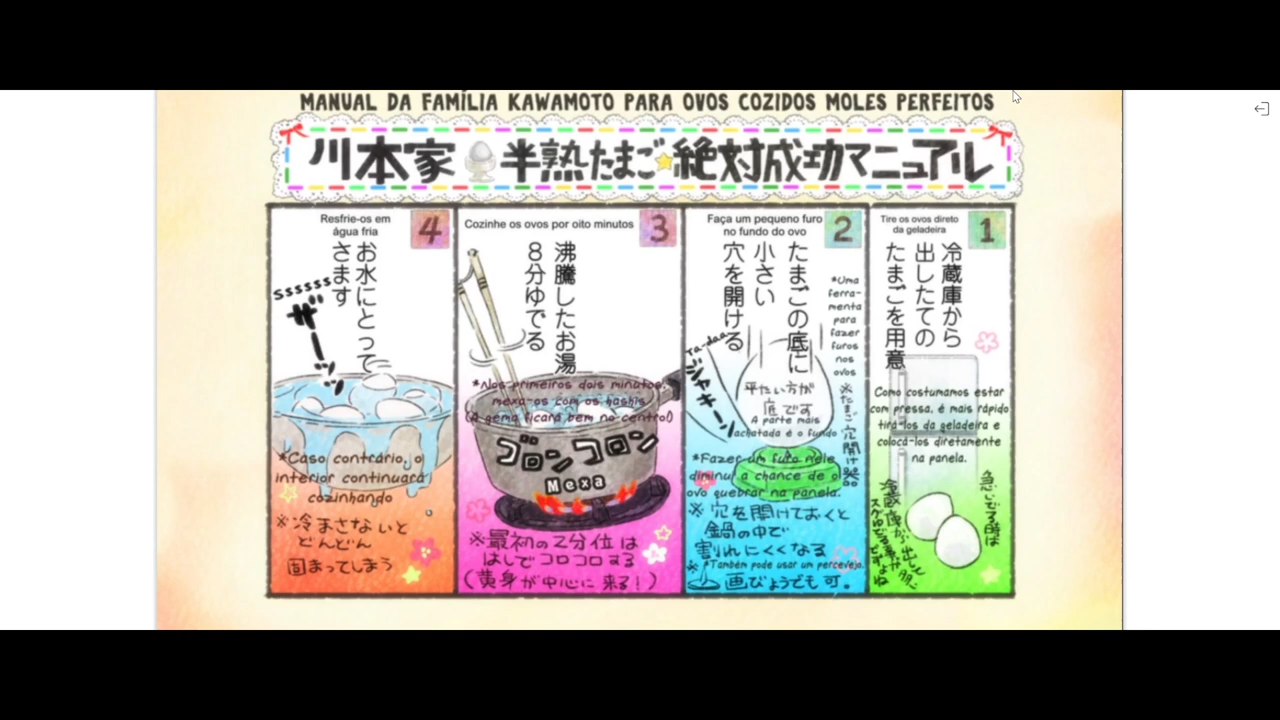 MANUAL DA FAMÍLIA KAWAMOTO PARA OVOS COZIDOS MOLES PERFEITOS
川本家 半熟たまご 絶対成功マニュアル
1
Tire os ovos direto
da geladeira
冷蔵庫から
出したての
たまごを用意
Como costumamos estar
com pressa, é mais rápido
tirá-los da geladeira e
colocá-los diretamente
na panela.
急いでる時は
2
Faça um pequeno furo
no fundo do ovo
たまごの底に
小さい
穴を開ける
*Uma
ferra-
menta
para
fazer
furos
nos
ovos
※たまご穴開け器
Ta-daa
ジャキーン
平たい方が
底です
A parte mais
achatada é o fundo
*Fazer um furo nele
diminui a chance de o
ovo quebrar na panela.
※穴を開けておくと
鍋の中で
割れにくくなる
*Também pode usar um percevejo.
※画びょうでも可。
3
Cozinhe os ovos por oito minutos
沸騰したお湯
8分ゆでる
*Nos primeiros dois minutos,
mexa-os com os hashis
(A gema ficará bem no centro!)
ゴロンコロン
Mexa
※最初の2分位は
はしでコロコロする
(黄身が中心に来る!)
4
Resfrie-os em
água fria
お水にとって
さます
Ssssss
ザーッ
*Caso contrário, o
interior continuará
cozinhando
※冷まさないと
どんどん
固まってしまう